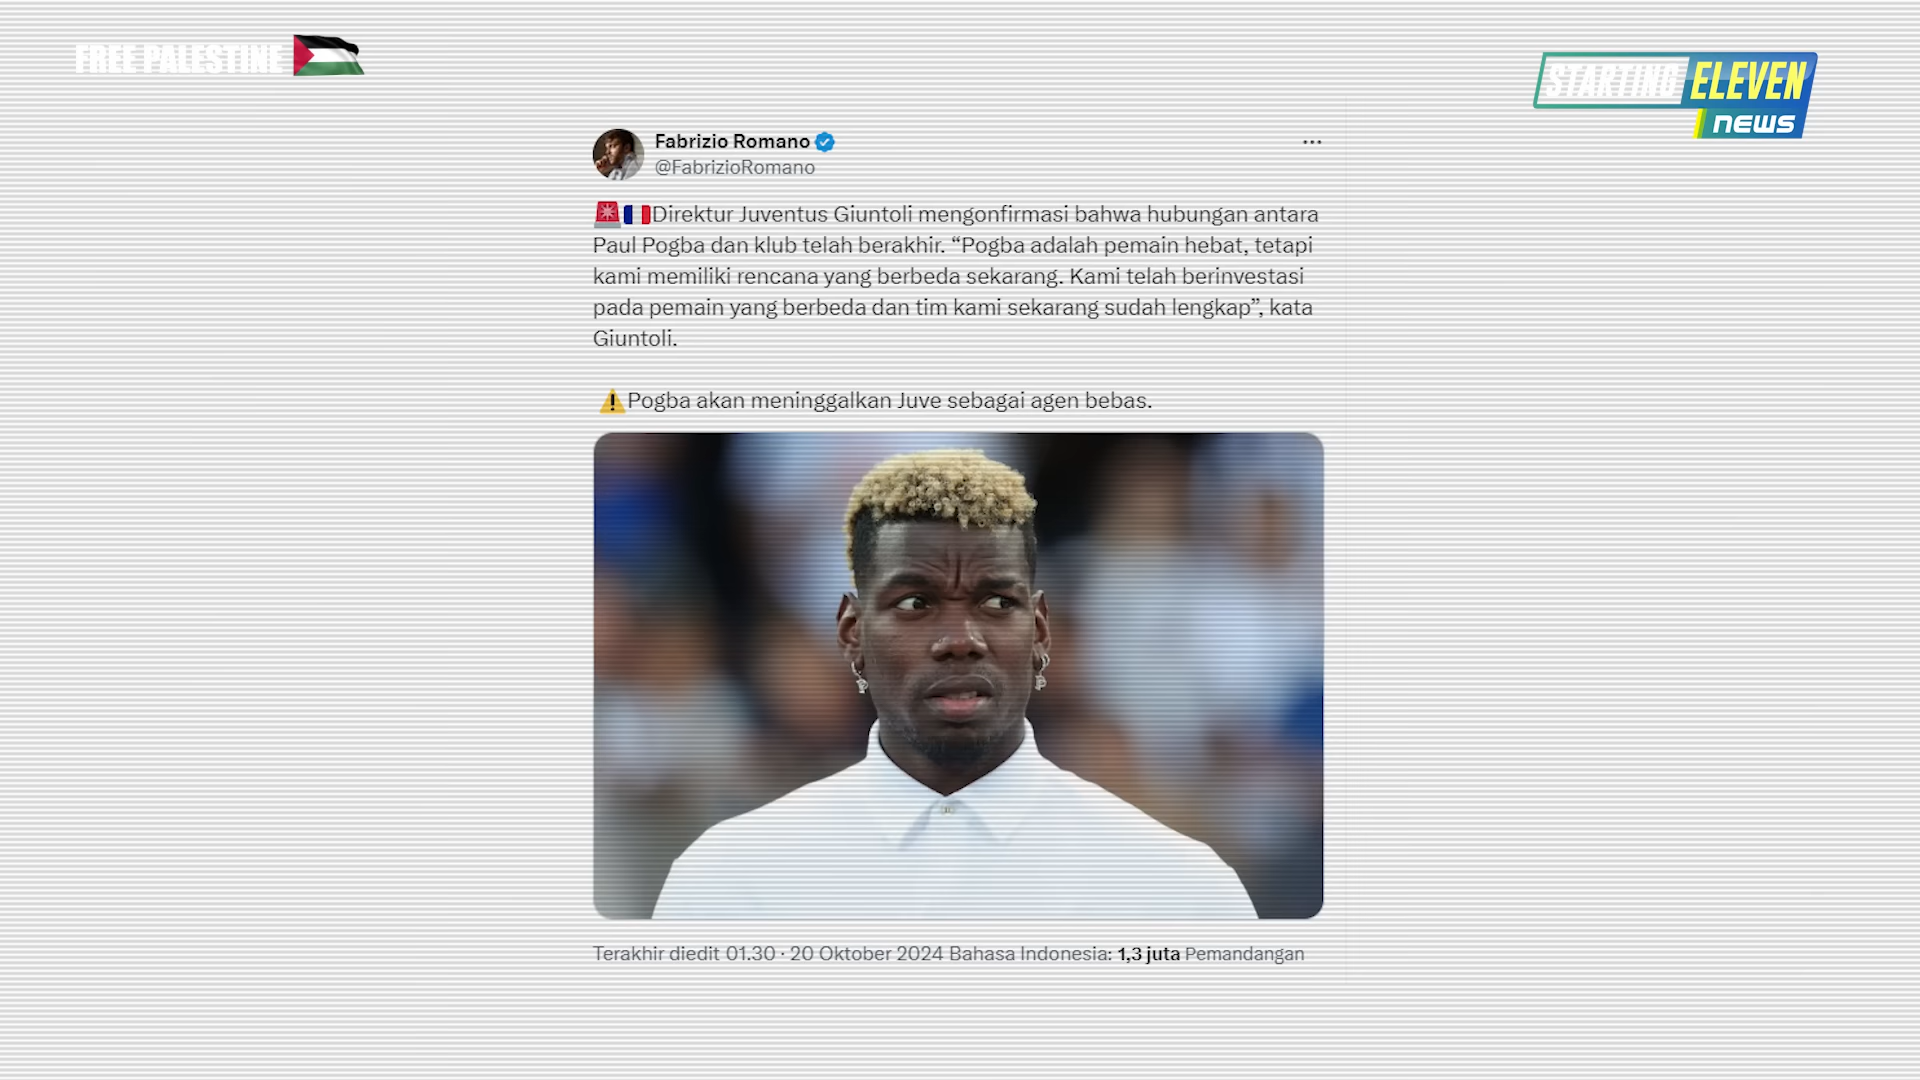 FREE PALESTINE
STARTING ELEVEN
news
Fabrizio Romano
@FabrizioRomano
🚨🇫🇷Direktur Juventus Giuntoli mengonfirmasi bahwa hubungan antara
Paul Pogba dan klub telah berakhir. “Pogba adalah pemain hebat, tetapi
kami memiliki rencana yang berbeda sekarang. Kami telah berinvestasi
pada pemain yang berbeda dan tim kami sekarang sudah lengkap”, kata
Giuntoli.
⚠️Pogba akan meninggalkan Juve sebagai agen bebas.
Terakhir diedit 01.30 · 20 Oktober 2024 Bahasa Indonesia: 1,3 juta Pemandangan